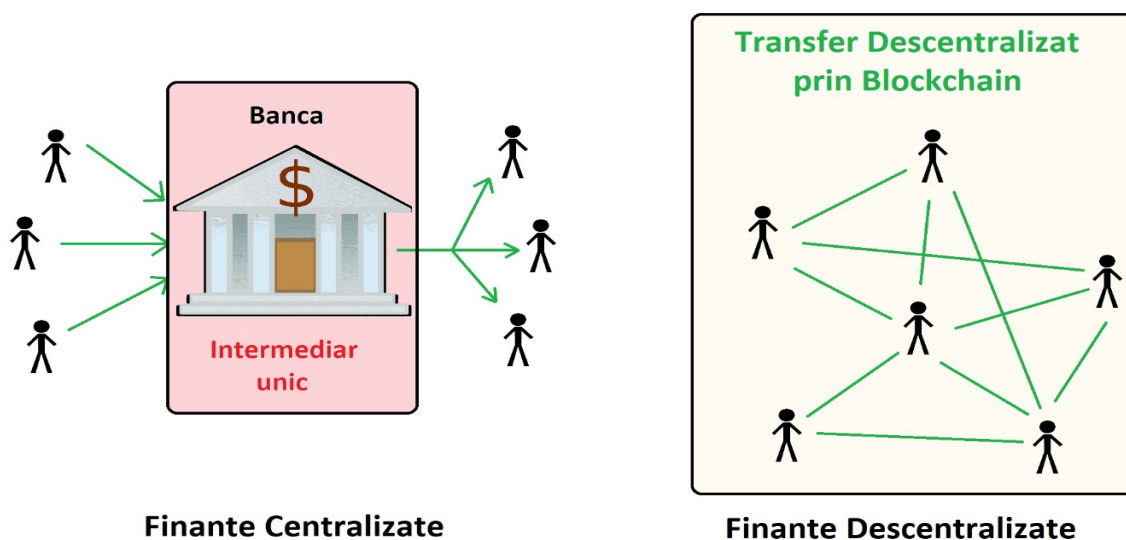 Banca
$
Intermediar
unic
Finante Centralizate
Transfer Descentralizat
prin Blockchain
Finante Descentralizate